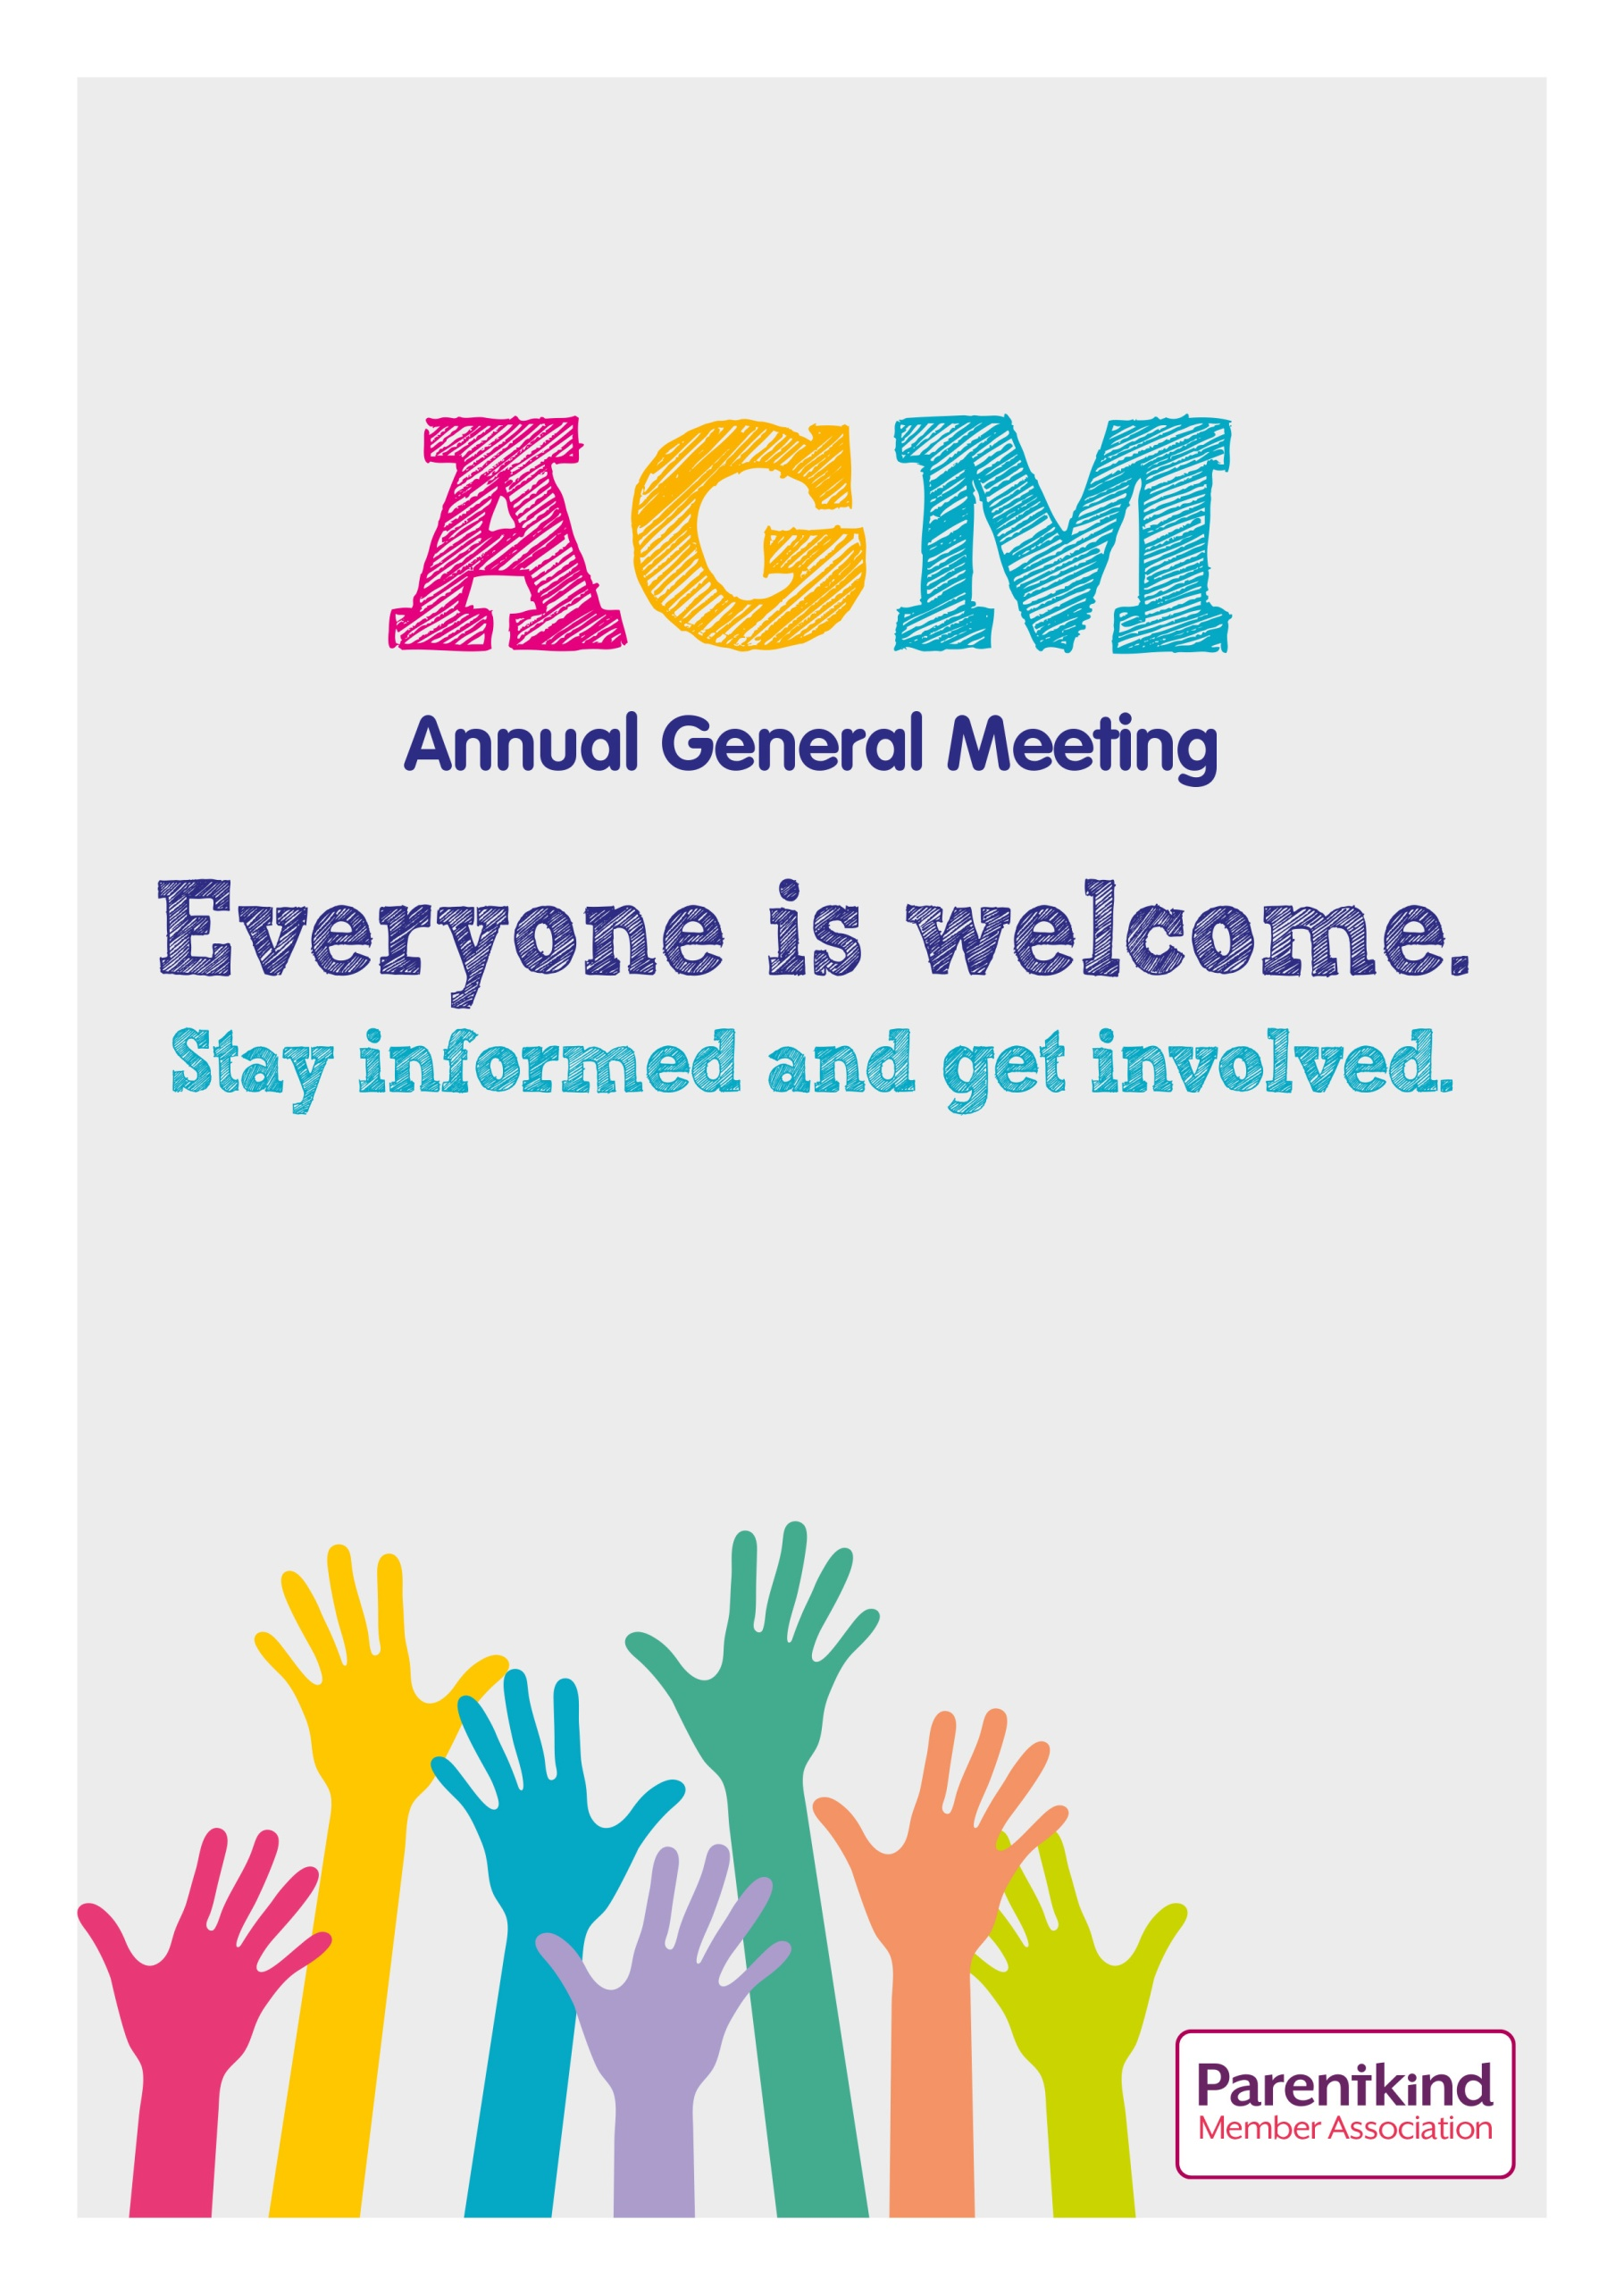 AGM
Annual General Meeting
Everyone is welcome.
Stay informed and get involved.
Parentkind
Member Association